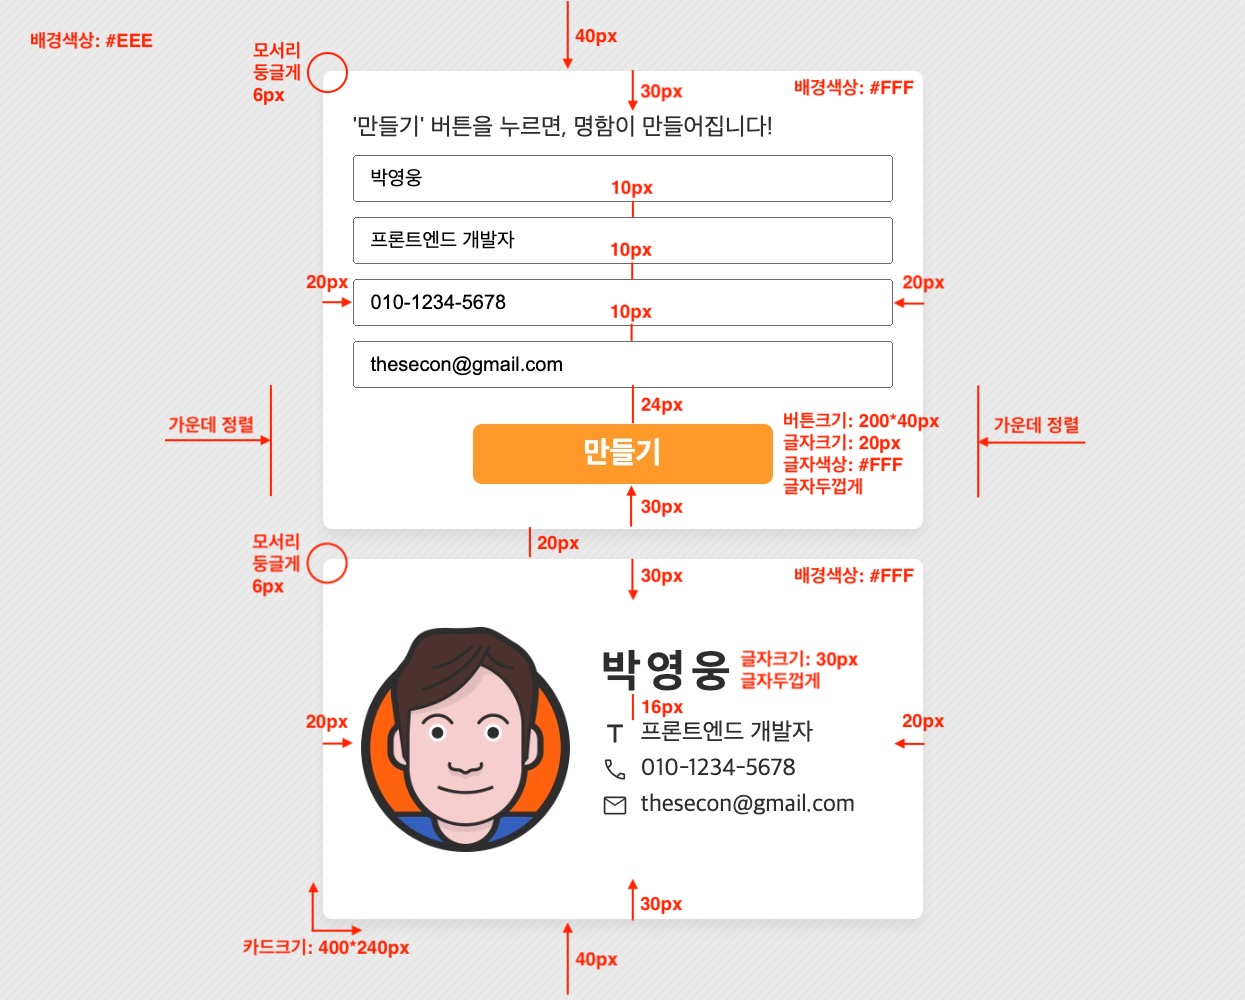 배경색상: #EEE
40px
모서리
둥글게
6px
30px
배경색상: #FFF
'만들기' 버튼을 누르면, 명함이 만들어집니다!
박영웅
10px
프론트엔드 개발자
10px
20px
20px
010-1234-5678
10px
thesecon@gmail.com
24px
가운데 정렬
만들기
버튼크기: 200*40px
글자크기: 20px
글자색상: #FFF
글자두껍게
가운데 정렬
30px
모서리
둥글게
6px
20px
30px
배경색상: #FFF
박영웅
글자크기: 30px
글자두껍게
16px
20px
20px
T 프론트엔드 개발자
010-1234-5678
thesecon@gmail.com
30px
카드크기: 400*240px
40px